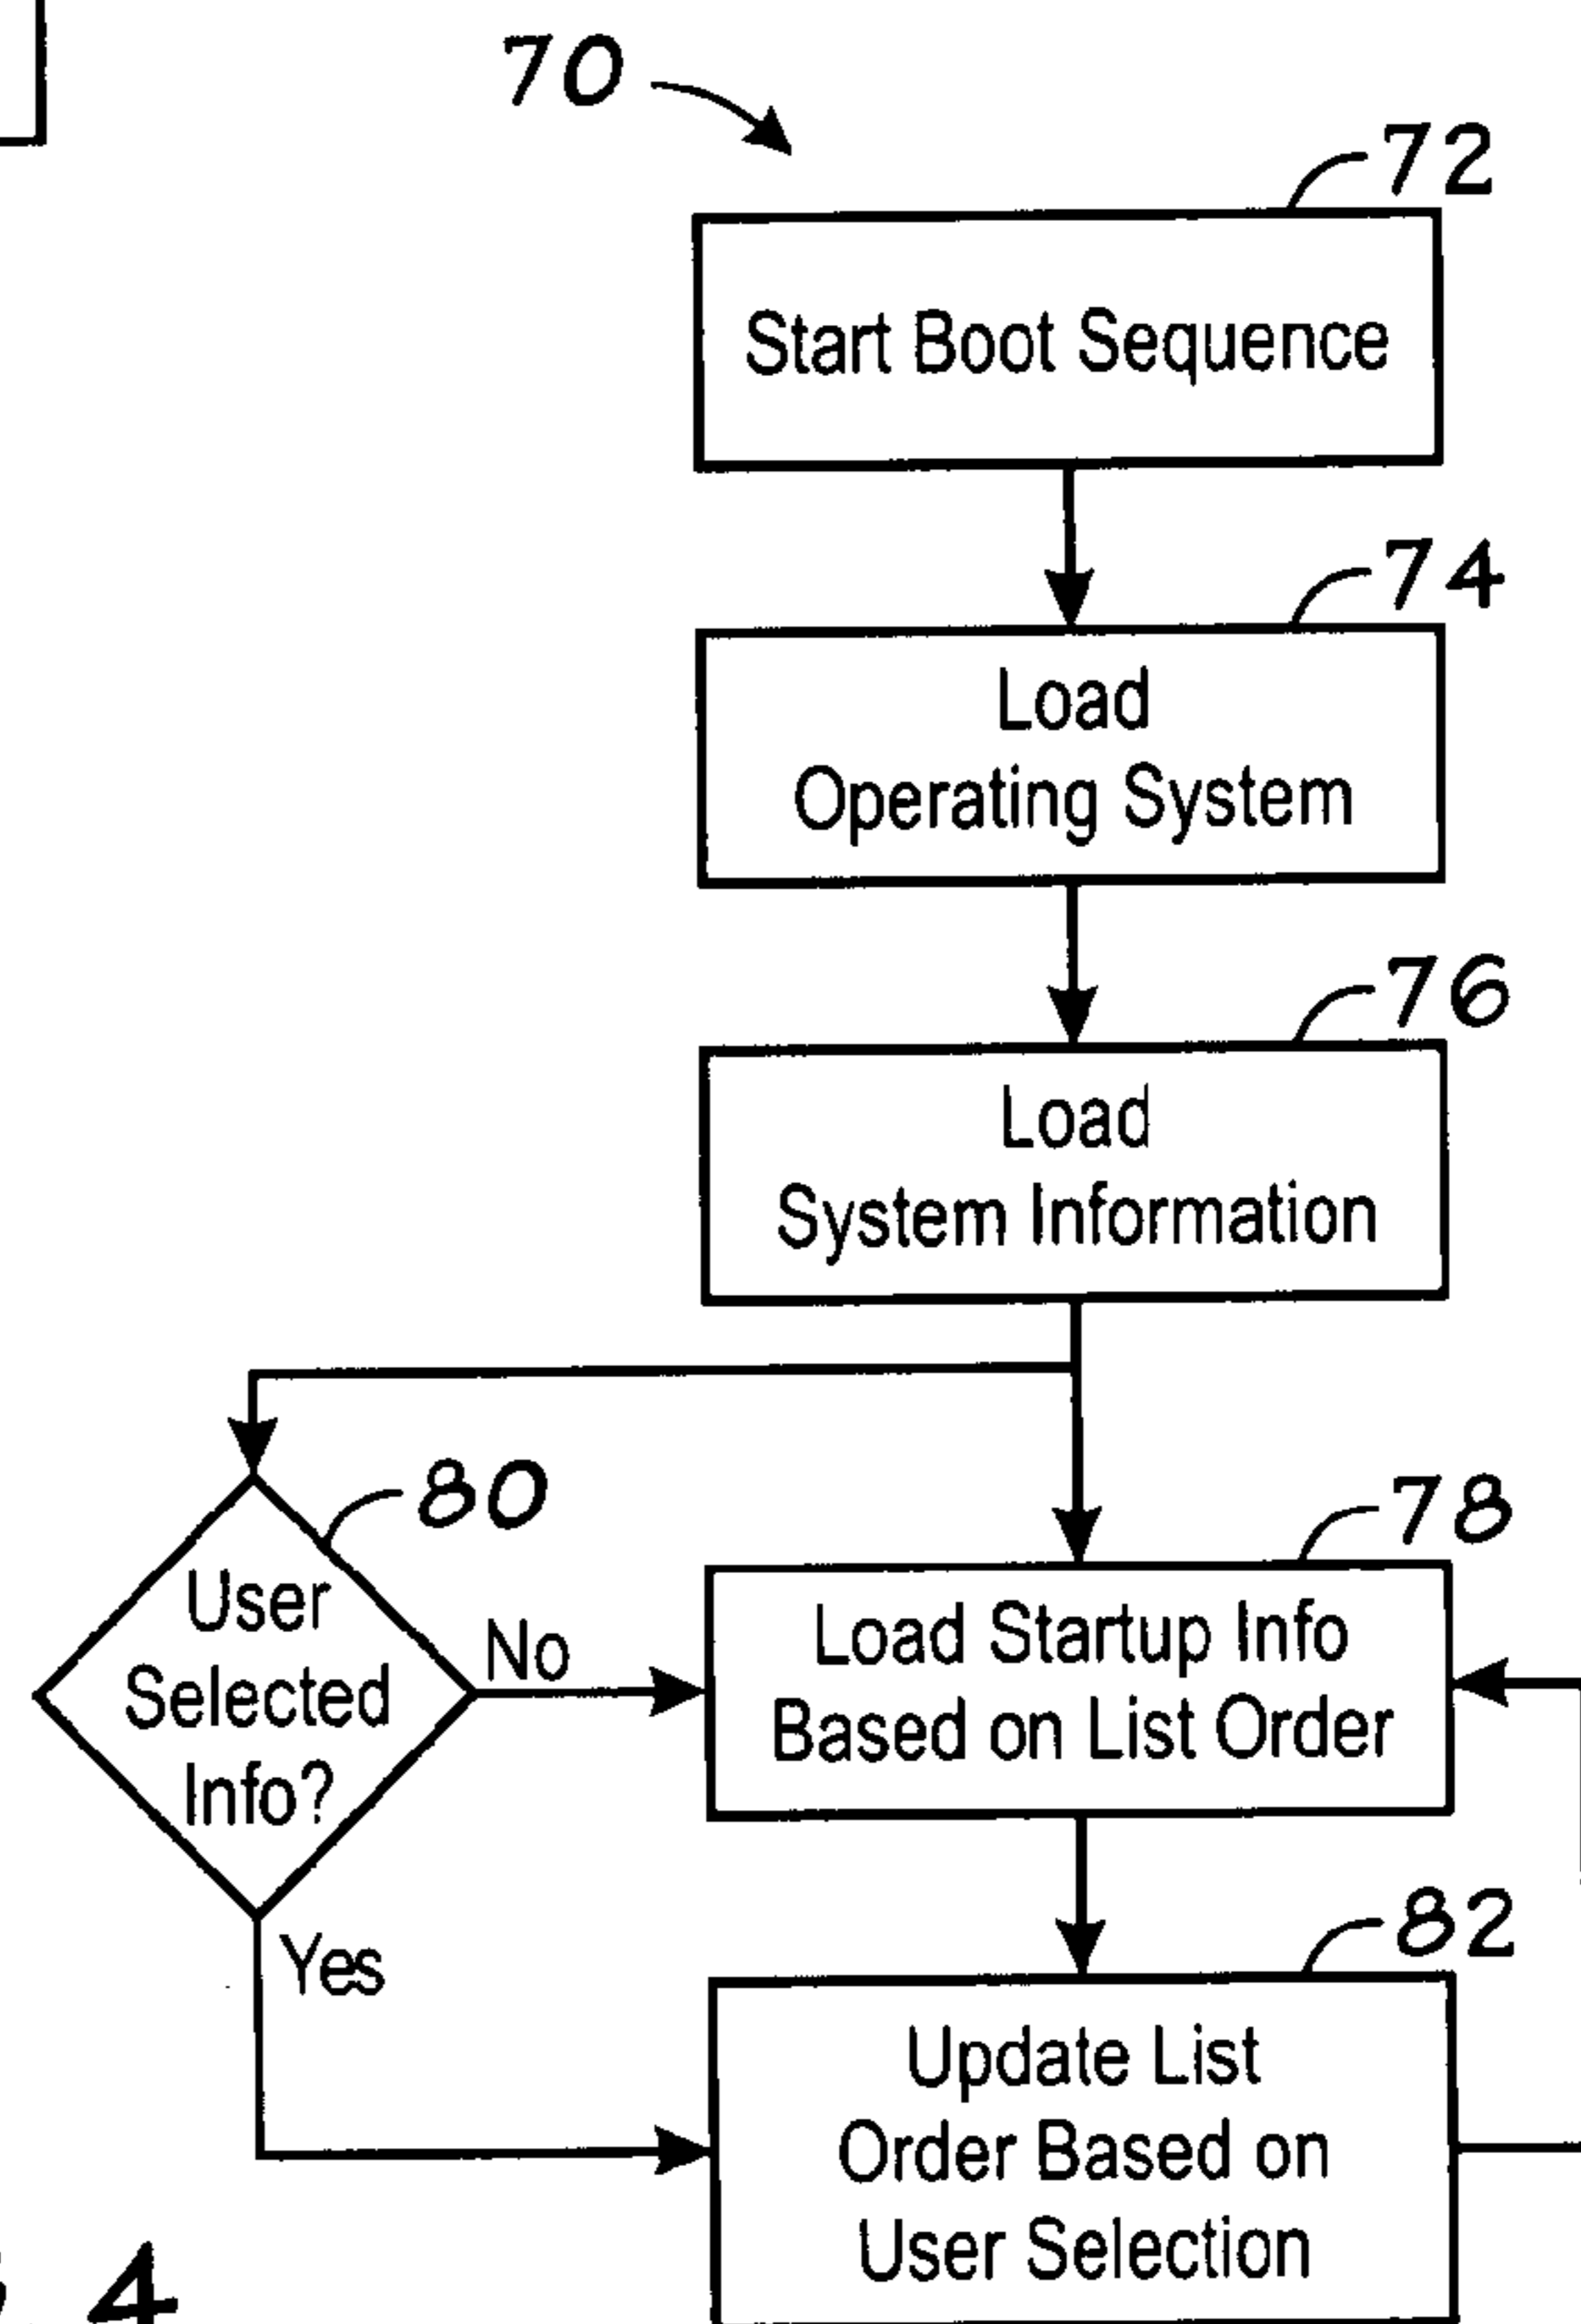 70
72
Start Boot Sequence
74
Load
Operating System
76
Load
System Information
80
78
User
Selected
Info?
No
Load Startup Info
Based on List Order
Yes
82
Update List
Order Based on
User Selection
4